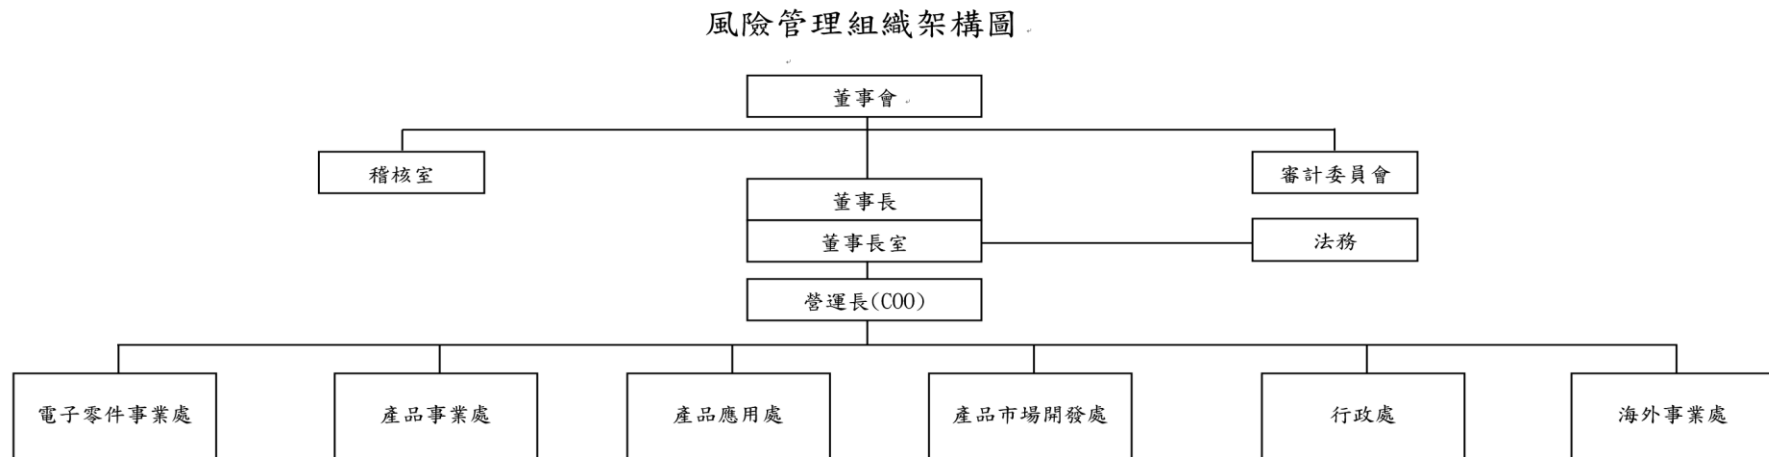 風險管理組織架構圖
董事會
稽核室
審計委員會
董事長
董事長室
法務
營運長(COO)
電子零件事業處
產品事業處
產品應用處
產品市場開發處
行政處
海外事業處